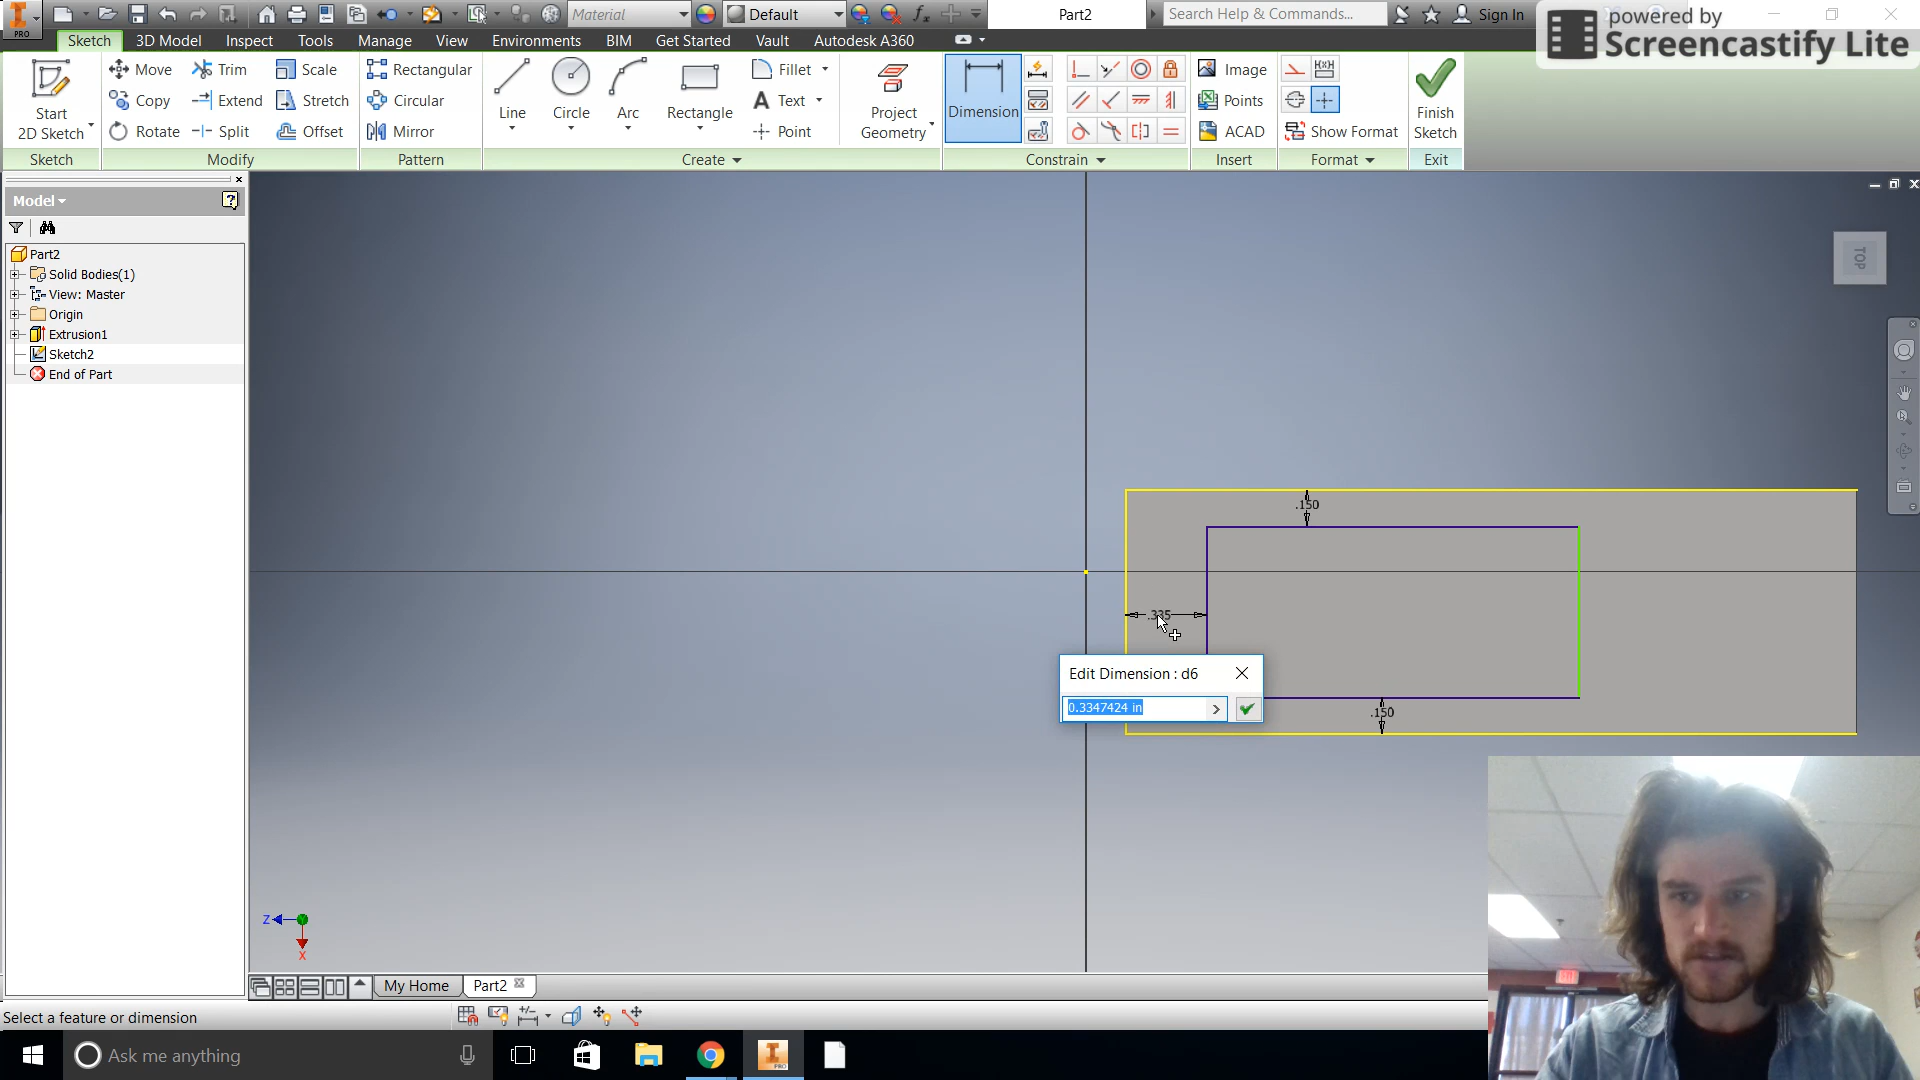 PRO
Material
Default
Part2
Search Help & Commands...
Sign In
powered by
Screencastify Lite
Sketch
3D Model
Inspect
Tools
Manage
View
Environments
BIM
Get Started
Vault
Autodesk A360
Start
2D Sketch
Move
Copy
Rotate
Trim
Extend
Split
Scale
Stretch
Offset
Rectangular
Circular
Mirror
Line
Circle
Arc
Rectangle
Fillet
Text
Point
Project
Geometry
Dimension
Image
Points
ACAD
Show Format
Finish
Sketch
Sketch
Modify
Pattern
Create
Constrain
Insert
Format
Exit
Model
Part2
Solid Bodies(1)
View: Master
Origin
Extrusion1
Sketch2
End of Part
TOP
.150
.335
Edit Dimension : d6
0.3347424 in
.150
Z
X
My Home
Part2
Select a feature or dimension
Ask me anything
PRO